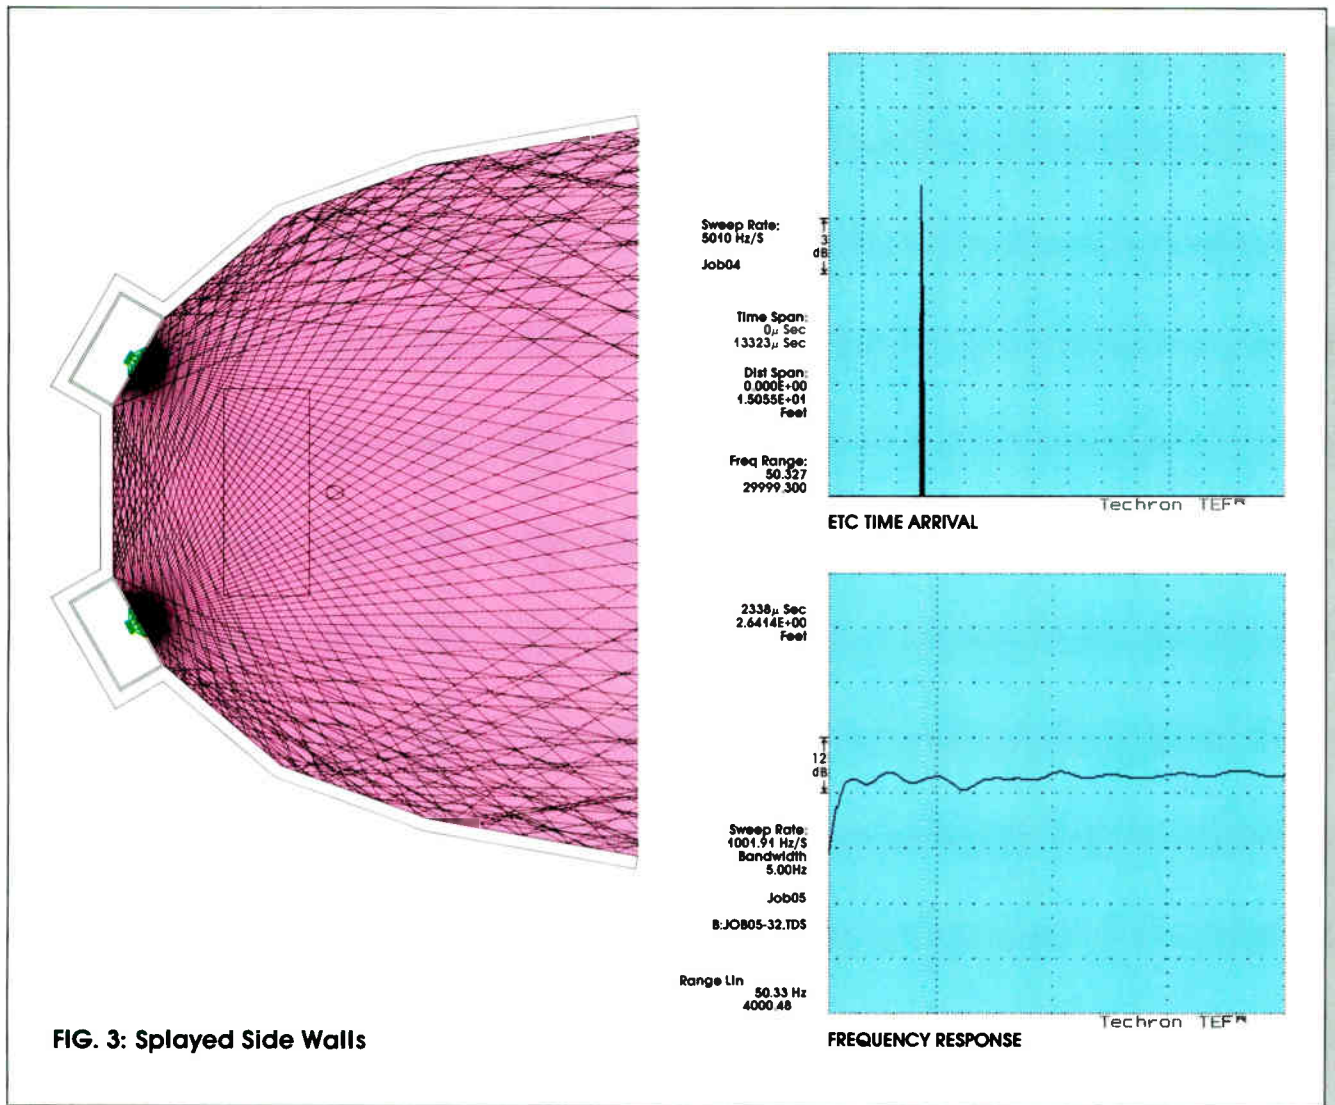 Sweep Rate:
5010 Hz/S
Job04
3
dB
Time Span:
0μ Sec
13323μ Sec
Dist Span:
0.000E+00
1.5055E+01
Feet
Freq Range:
50.327
29999.300
Techron TEF
ETC TIME ARRIVAL
2338μ Sec
2.6414E+00
Feet
12
dB
Sweep Rate:
1001.91 Hz/S
Bandwidth
5.00Hz
Job05
B:JOB05-32.TDS
Range Lin
50.33 Hz
4000.48
Techron TEF
FREQUENCY RESPONSE
FIG. 3: Splayed Side Walls